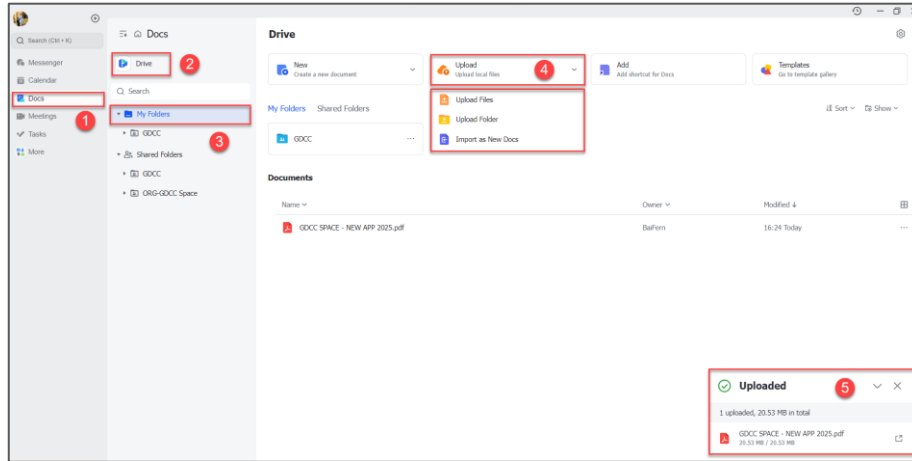 Search (Ctrl + K)
Messenger
Calendar
Docs
1
Meetings
Tasks
More
Docs
Drive
2
Search
My Folders
3
GDCC
Shared Folders
GDCC
ORG-GDCC Space
Drive
New
Create a new document
Upload
Upload local files
4
Add
Add shortcut for Docs
Templates
Go to template gallery
Upload Files
Upload Folder
Import as New Docs
My Folders Shared Folders
Sort Show
GDCC
Documents
Name Owner Modified
GDCC SPACE - NEW APP 2025.pdf BaiFern 16:24 Today
Uploaded
5
1 uploaded, 20.53 MB in total
GDCC SPACE - NEW APP 2025.pdf
20.53 MB / 20.53 MB